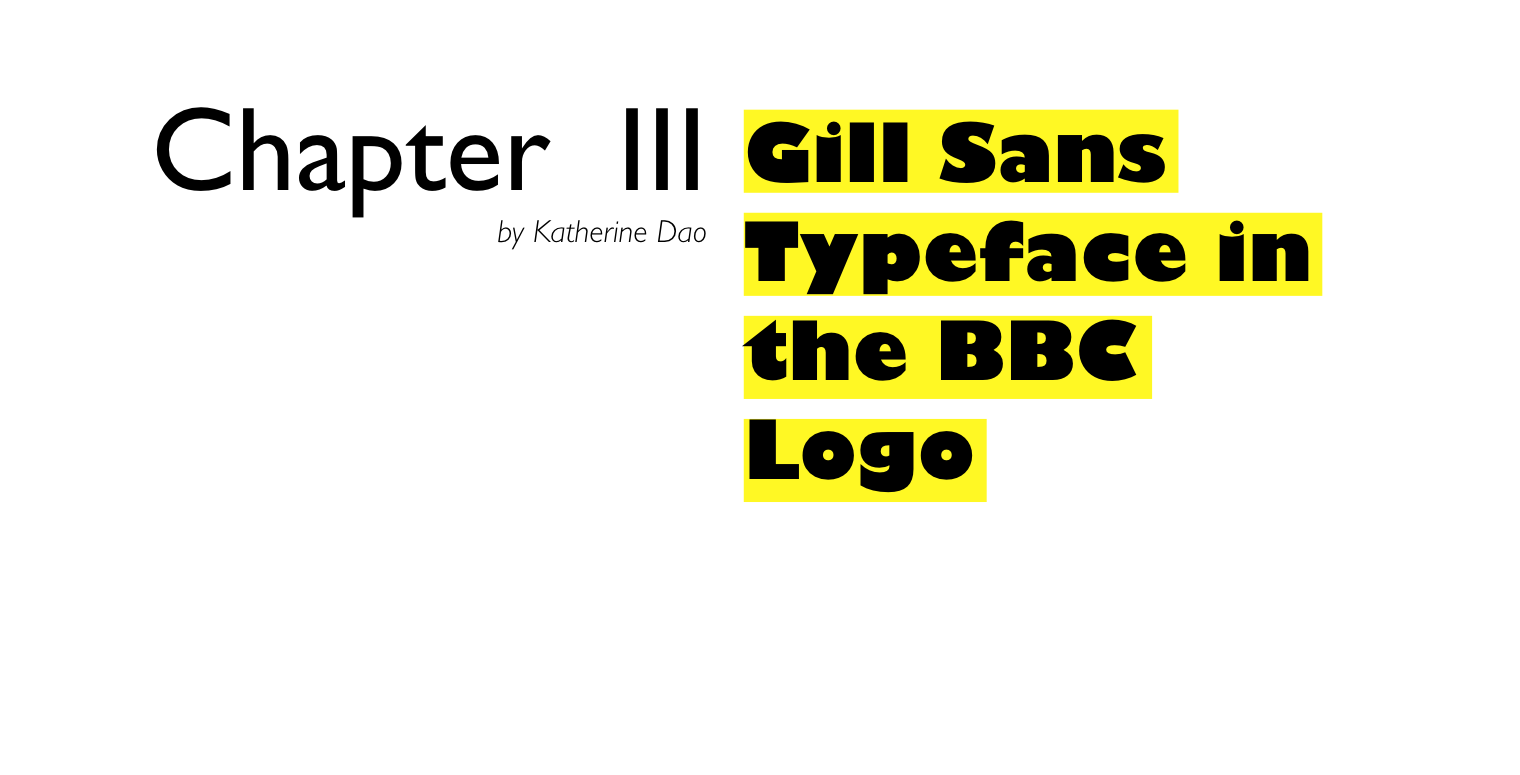 Chapter III
by Katherine Dao
Gill Sans
Typeface in
the BBC
Logo